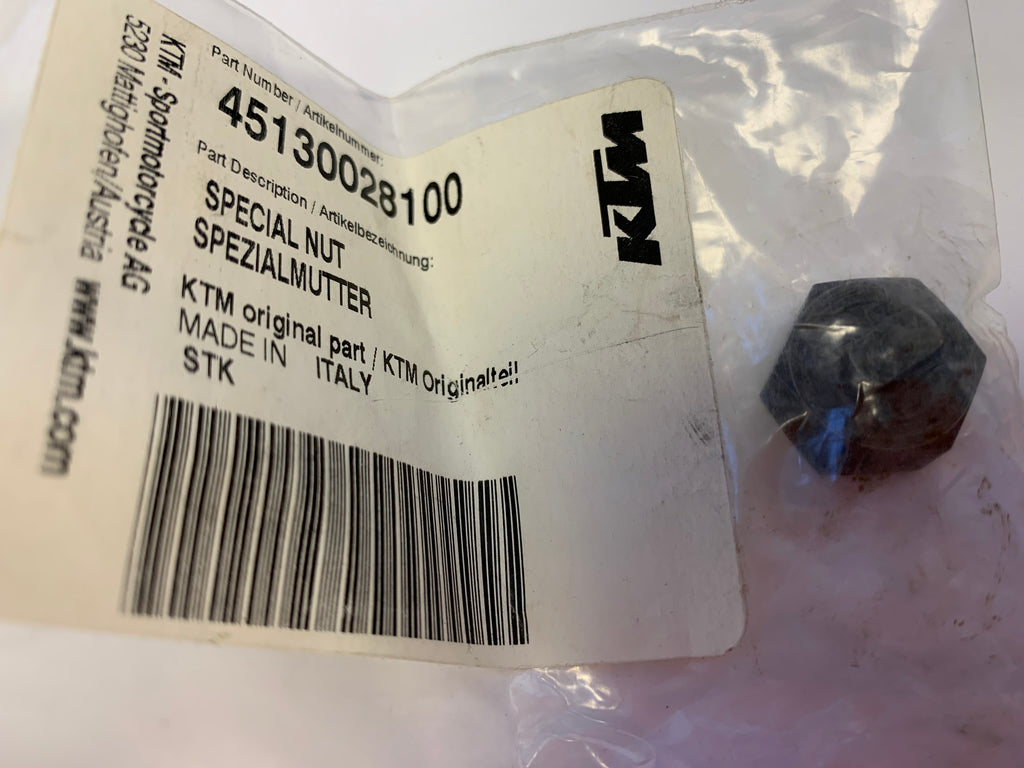 Part Number / Artikelnummer:
45130028100
Part Description / Artikelbezeichnung:
SPECIAL NUT
SPEZIALMUTTER
KTM original part / KTM Originalteil
MADE IN ITALY
STK
KTM
KTM - Sportmotorcycle AG
5230 Mattighofen/Austria www.ktm.com